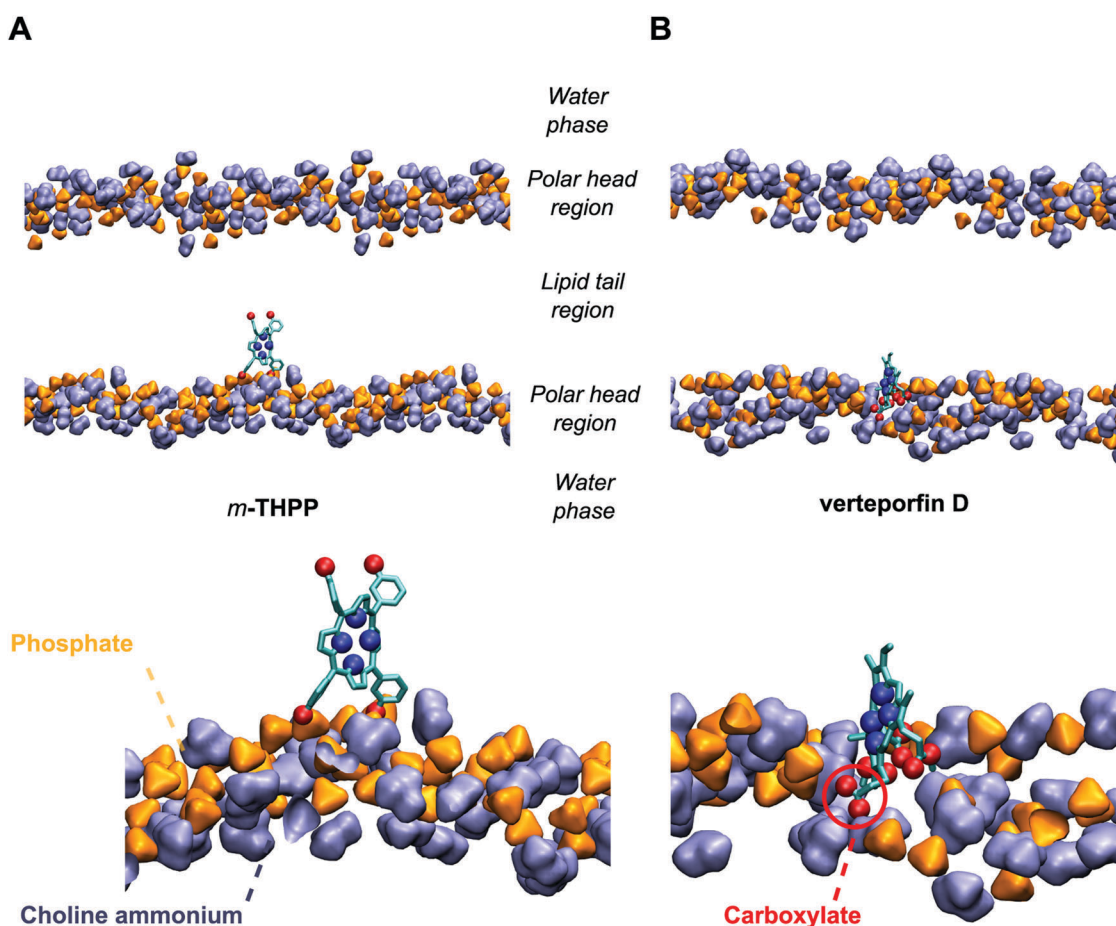 A
B
Water
phase
Polar head
region
Lipid tail
region
Polar head
region
Water
phase
m-THPP
verteporfin D
Phosphate
Choline ammonium
Carboxylate